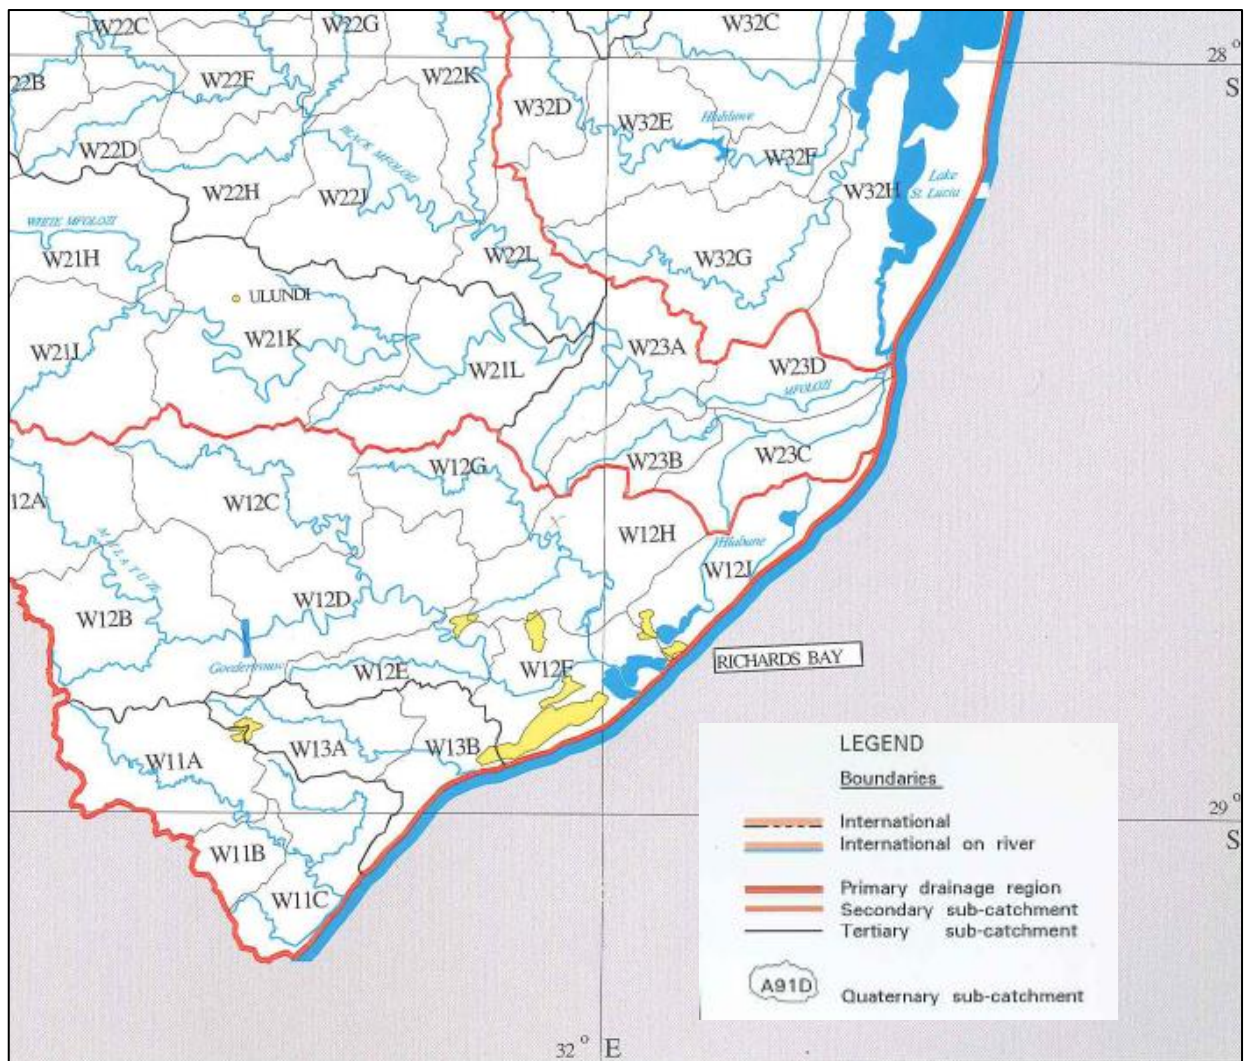 W22C
W22G
W32C
28° S
22B
W22F
W22K
W32D
W32E
Hluhluwe
W22D
BLACK MFOLOZI
W32F
W22H
W22J
W32H
Lake
St. Lucia
WHITE MFOLOZI
W21H
W22L
W32G
ULUNDI
W21K
W23A
W21L
W23D
MFOLOZI
W23B
W23C
W12G
12A
W12C
W12H
MHLATUZE
W12J
W12D
W12B
W12E
W12F
RICHARDS BAY
W13A
W13B
W11A
LEGEND
Boundaries
International
International on river
29° S
W11B
W11C
Primary drainage region
Secondary sub-catchment
Tertiary sub-catchment
A91D
Quaternary sub-catchment
32° E